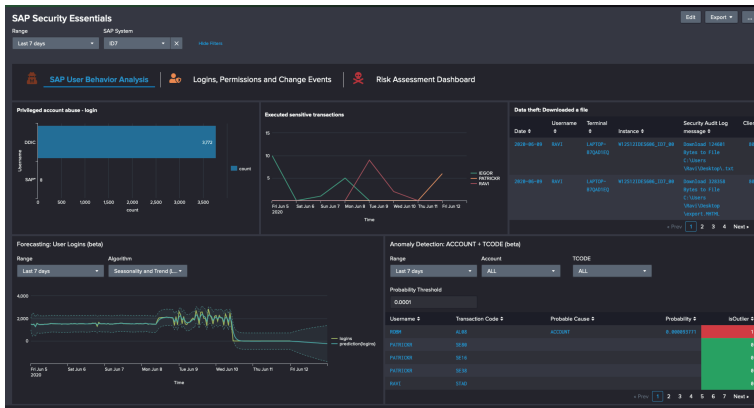 SAP Security Essentials
Edit
Export
Range
SAP System
Last 7 days
ID7
Hide Filters
SAP User Behavior Analysis
Logins, Permissions and Change Events
Risk Assessment Dashboard
Privileged account abuse - login
Username
DDIC
SAP*
3,772
8
0 500 1,000 1,500 2,000 2,500 3,000 3,500
count
count
Executed sensitive transactions
15
10
5
Fri Jun 5 Sat Jun 6 Sun Jun 7 Mon Jun 8 Tue Jun 9 Wed Jun 10 Thu Jun 11 Fri Jun 12
2020
Time
IEGOR
PATRICKR
RAVI
Data theft: Downloaded a file
Date
Username
Terminal
Instance
Security Audit Log message
2020-06-09 RAVI
Bytes to File
C:\Users
2020-06-09 RAVI
Bytes to File
C:\Users
« Prev 1 2 3 4 Next »
Forecasting: User Logins (beta)
Range
Algorithm
Last 7 days
4,000
2,000
0
Fri Jun 5 Sat Jun 6 Sun Jun 7 Mon Jun 8 Tue Jun 9 Wed Jun 10 Thu Jun 11 Fri Jun 12
2020
Time
logins
prediction(logins)
Anomaly Detection: ACCOUNT + TCODE (beta)
Range
Account
TCODE
Last 7 days
ALL
ALL
Probability Threshold
0.0001
Username
Transaction Code
Probable Cause
Probability
isOutlier
ACCOUNT
1
PATRICKR
0
PATRICKR SE16 0
PATRICKR
0
RAVI
0
« Prev 1 2 3 4 5 6 7 Next »